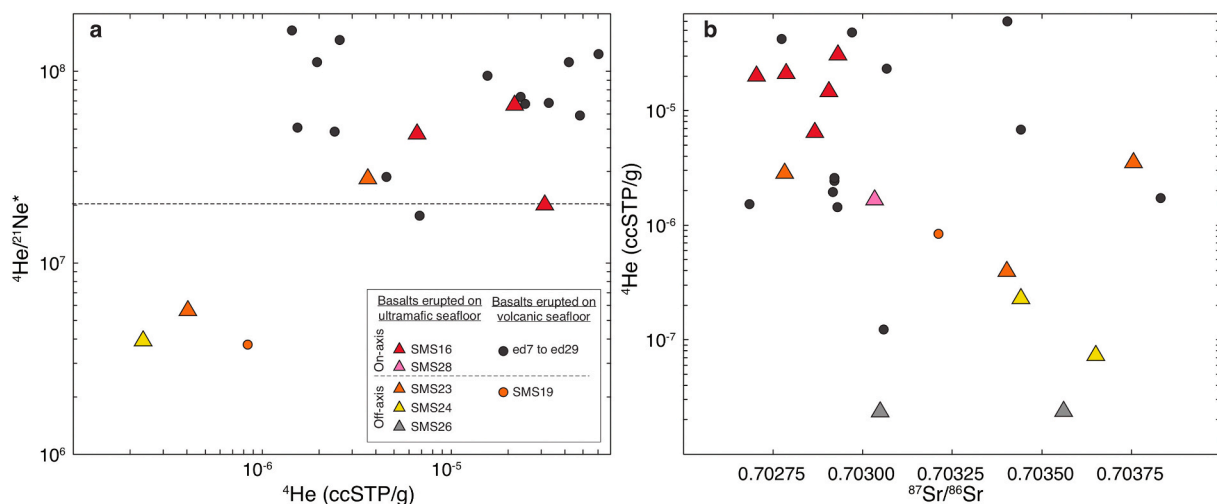 a
10⁸
10⁷
10⁶
⁴He/²¹Ne*
10⁻⁶
10⁻⁵
⁴He (ccSTP/g)
Basalts erupted on
ultramafic seafloor
Basalts erupted on
volcanic seafloor
On-axis
SMS16
SMS28
ed7 to ed29
Off-axis
SMS23
SMS24
SMS26
SMS19
b
10⁻⁵
10⁻⁶
10⁻⁷
⁴He (ccSTP/g)
0.70275
0.70300
0.70325
0.70350
0.70375
⁸⁷Sr/⁸⁶Sr